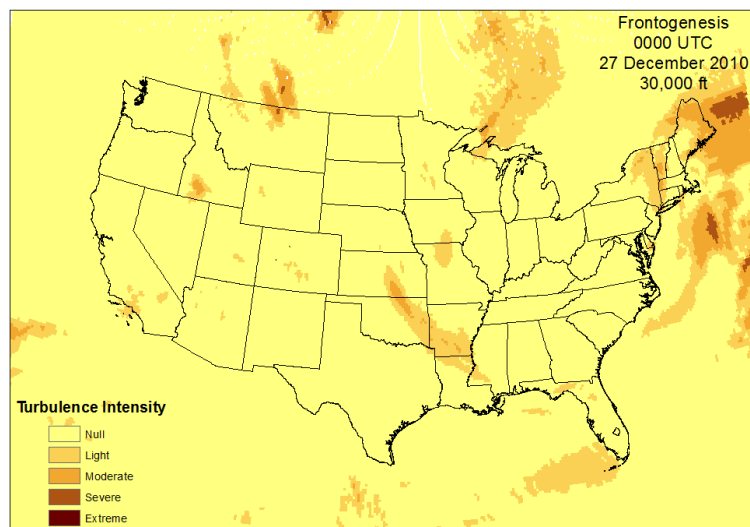 Frontogenesis
0000 UTC
27 December 2010
30,000 ft
Turbulence Intensity
Null
Light
Moderate
Severe
Extreme